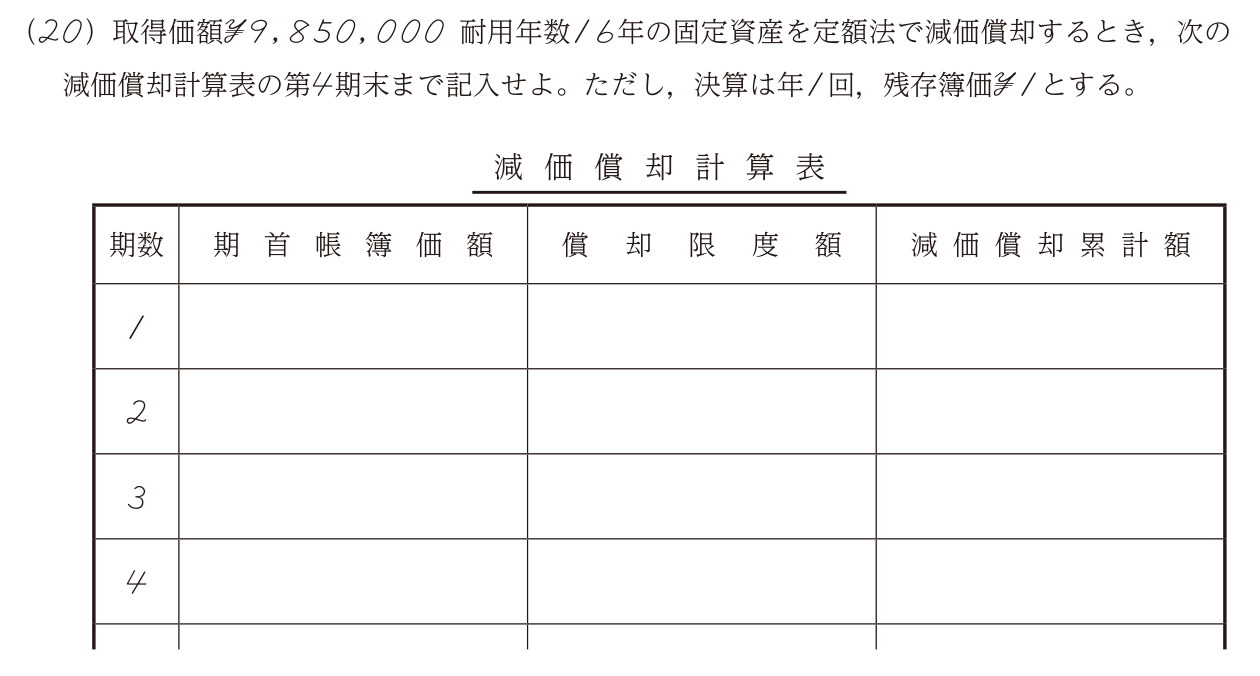 (20) 取得価額¥9,850,000 耐用年数16年の固定資産を定額法で減価償却するとき，次の
減価償却計算表の第4期末まで記入せよ。ただし，決算は年1回，残存簿価¥1とする。
減価償却計算表
期数 期首帳簿価額 償却限度額 減価償却累計額
1
2
3
4